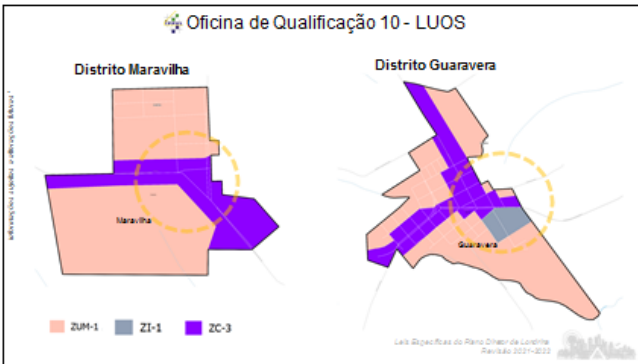 Oficina de Qualificação 10 - LUOS
Distrito Maravilha
Distrito Guaravera
Maravilha
Guaravera
ZUM-1
ZI-1
ZC-3
Leis Específicas do Plano Diretor de Londrina
Revisão 2021-2022